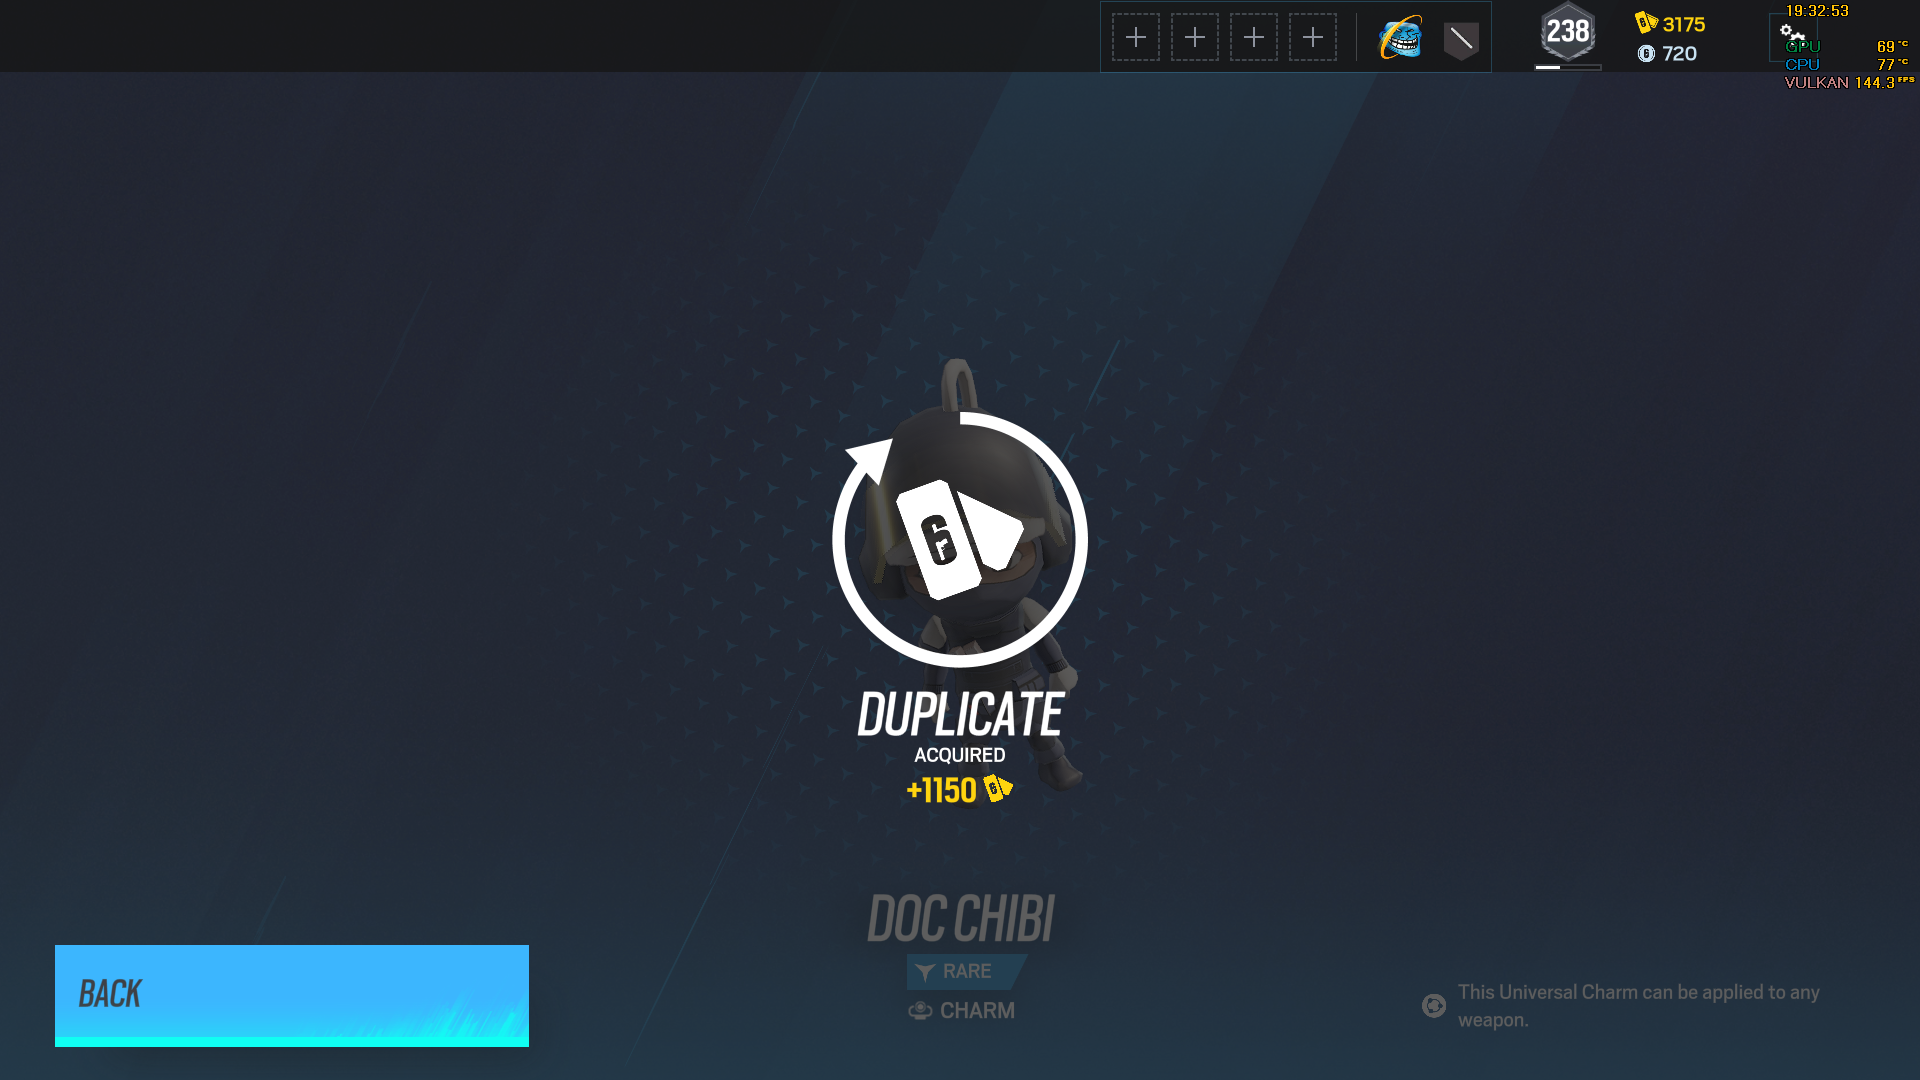 238
3175
720
19:32:53
GPU 69 °C
CPU 77 °C
VULKAN 144.3 FPS
6
DUPLICATE
ACQUIRED
+1150
DOC CHIBI
RARE
CHARM
BACK
This Universal Charm can be applied to any
weapon.